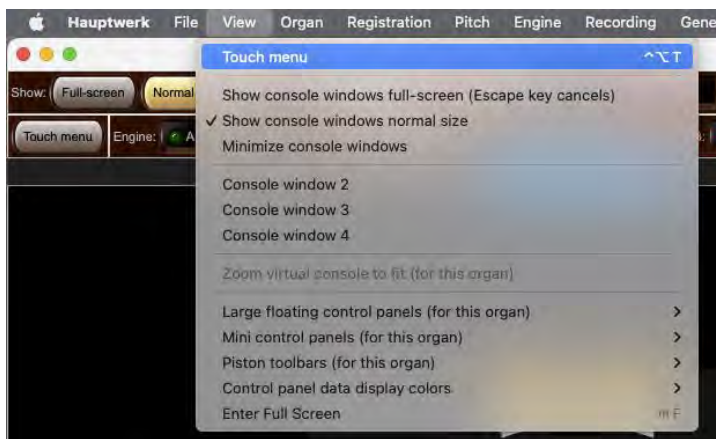 Hauptwerk File View Organ Registration Pitch Engine Recording Gene
Touch menu ^⌥ T
Show: Full-screen Normal
Show console windows full-screen (Escape key cancels)
✓ Show console windows normal size
Touch menu Engine: A
Minimize console windows
Console window 2
Console window 3
Console window 4
Zoom virtual console to fit (for this organ)
Large floating control panels (for this organ) >
Mini control panels (for this organ) >
Piston toolbars (for this organ) >
Control panel data display colors >
Enter Full Screen F